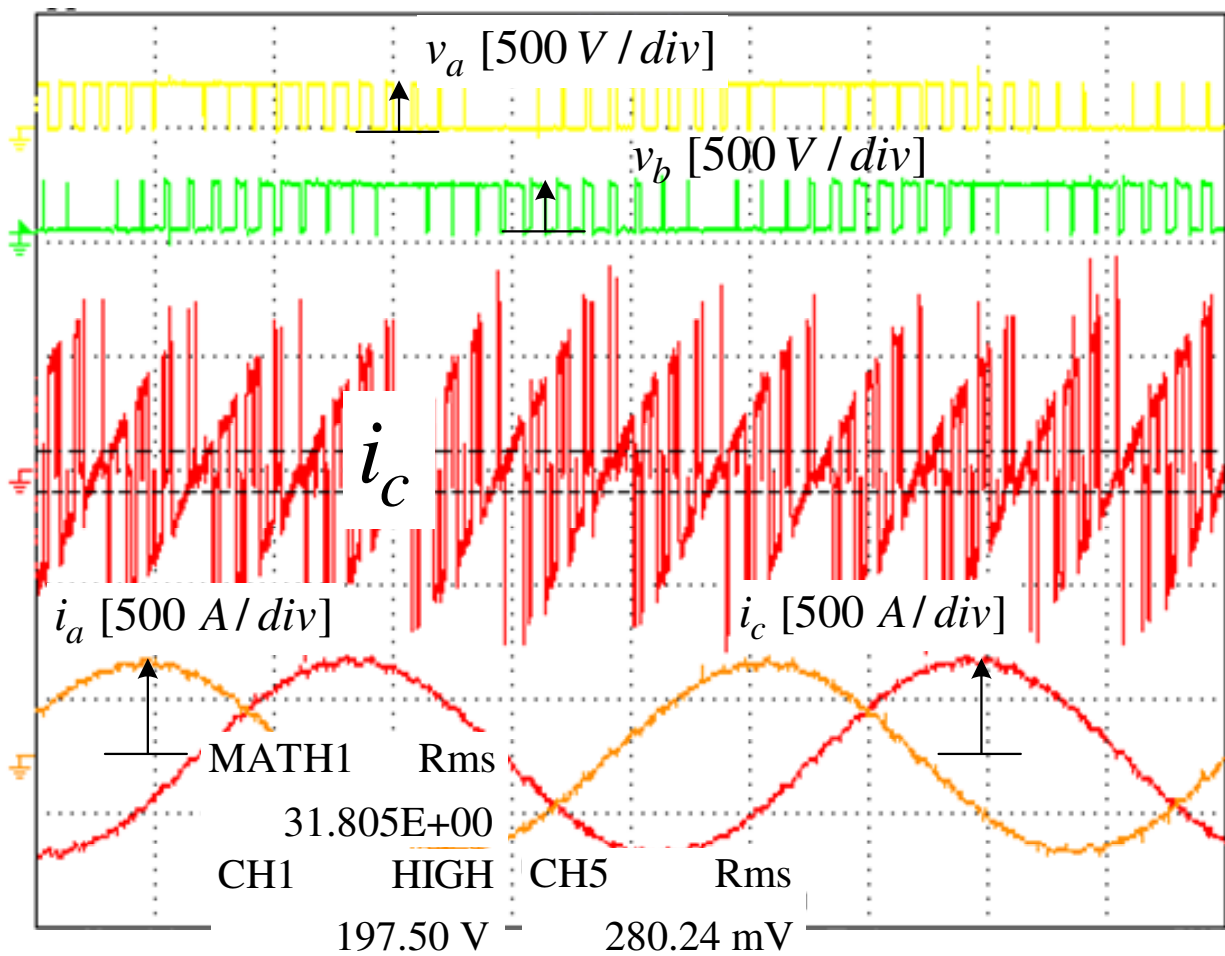 v_a [500 V / div]
v_b [500 V / div]
i_c
i_a [500 A / div]
i_c [500 A / div]
MATH1 Rms
31.805E+00
CH1 HIGH CH5 Rms
197.50 V 280.24 mV